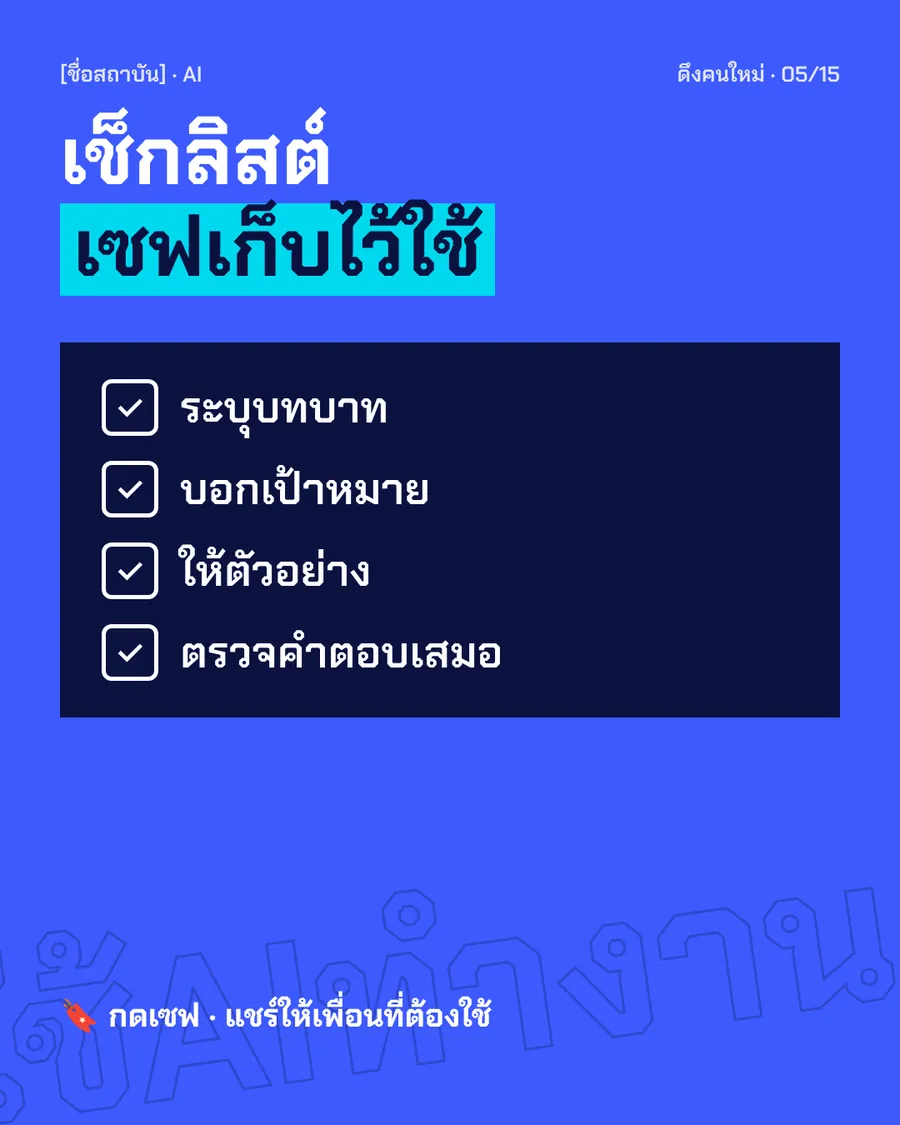 [ชื่อสถาบัน] · AI
ดึงคนใหม่ · 05/15
เช็กลิสต์
เซฟเก็บไว้ใช้
ระบุบทบาท
บอกเป้าหมาย
ให้ตัวอย่าง
ตรวจคำตอบเสมอ
ใช้AIทำงาน
กดเซฟ · แชร์ให้เพื่อนที่ต้องใช้